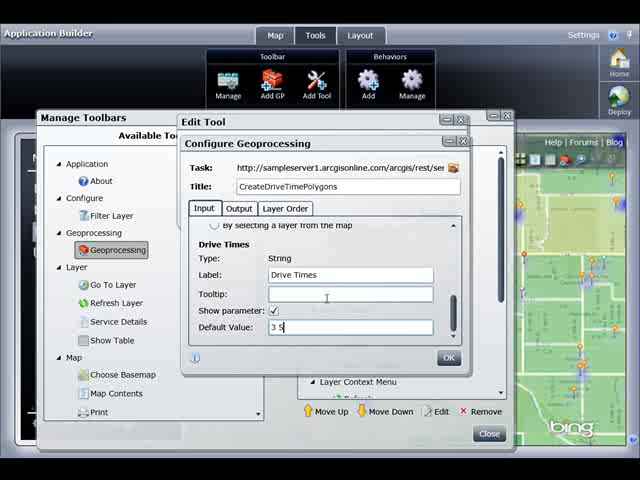 Application Builder
Map
Tools
Layout
Settings
Toolbar
Behaviors
Manage
Add GP
Add Tool
Add
Manage
Home
Deploy
Manage Toolbars
Edit Tool
Configure Geoprocessing
Help | Forums | Blog
Application
About
Configure
Filter Layer
Geoprocessing
Geoprocessing
Layer
Go To Layer
Refresh Layer
Service Details
Show Table
Map
Choose Basemap
Map Contents
Print
Task:
http://sampleserver1.arcgisonline.com/arcgis/rest/ser
Title:
CreateDriveTimePolygons
Input
Output
Layer Order
By selecting a layer from the map
Drive Times
Type:
String
Label:
Drive Times
Tooltip:
Show parameter:
Default Value:
3 5
OK
Layer Context Menu
Move Up
Move Down
Edit
Remove
Close
bing